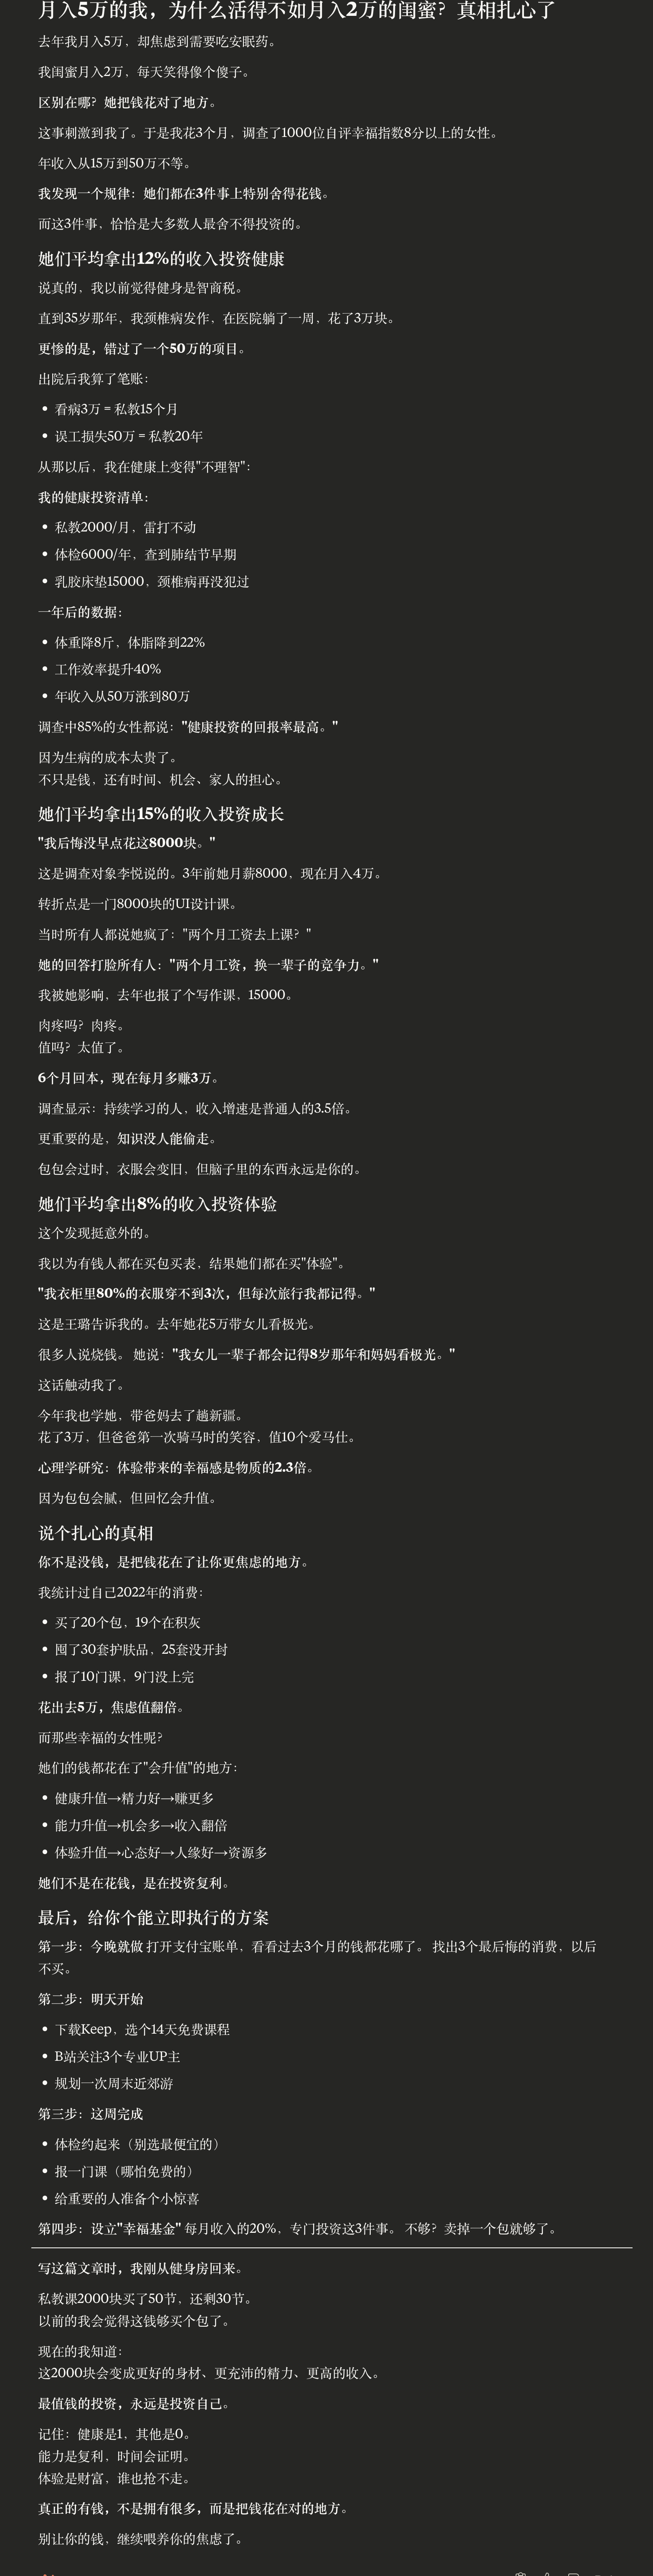 月入5万的我，为什么活得不如月入2万的闺蜜？真相扎心了
去年我月入5万，却焦虑到需要吃安眠药。
我闺蜜月入2万，每天笑得像个傻子。
区别在哪？她把钱花对了地方。
这事刺激到我了。于是我花3个月，调查了1000位自评幸福指数8分以上的女性。
年收入从15万到50万不等。
我发现一个规律：她们都在3件事上特别舍得花钱。
而这3件事，恰恰是大多数人最舍不得投资的。
她们平均拿出12%的收入投资健康
说真的，我以前觉得健身是智商税。
直到35岁那年，我颈椎病发作，在医院躺了一周，花了3万块。
更惨的是，错过了一个50万的项目。
出院后我算了笔账：
• 看病3万 = 私教15个月
• 误工损失50万 = 私教20年
从那以后，我在健康上变得"不理智"：
我的健康投资清单：
• 私教2000/月，雷打不动
• 体检6000/年，查到肺结节早期
• 乳胶床垫15000，颈椎病再没犯过
一年后的数据：
• 体重降8斤，体脂降到22%
• 工作效率提升40%
• 年收入从50万涨到80万
调查中85%的女性都说："健康投资的回报率最高。"
因为生病的成本太贵了。
不只是钱，还有时间、机会、家人的担心。
她们平均拿出15%的收入投资成长
"我后悔没早点花这8000块。"
这是调查对象李悦说的。3年前她月薪8000，现在月入4万。
转折点是一门8000块的UI设计课。
当时所有人都说她疯了："两个月工资去上课？"
她的回答打脸所有人："两个月工资，换一辈子的竞争力。"
我被她影响，去年也报了个写作课，15000。
肉疼吗？肉疼。
值吗？太值了。
6个月回本，现在每月多赚3万。
调查显示：持续学习的人，收入增速是普通人的3.5倍。
更重要的是，知识没人能偷走。
包包会过时，衣服会变旧，但脑子里的东西永远是你的。
她们平均拿出8%的收入投资体验
这个发现挺意外的。
我以为有钱人都在买包买表，结果她们都在买"体验"。
"我衣柜里80%的衣服穿不到3次，但每次旅行我都记得。"
这是王璐告诉我的。去年她花5万带女儿看极光。
很多人说烧钱。 她说："我女儿一辈子都会记得8岁那年和妈妈看极光。"
这话触动我了。
今年我也学她，带爸妈去了趟新疆。
花了3万，但爸爸第一次骑马时的笑容，值10个爱马仕。
心理学研究：体验带来的幸福感是物质的2.3倍。
因为包包会腻，但回忆会升值。
说个扎心的真相
你不是没钱，是把钱花在了让你更焦虑的地方。
我统计过自己2022年的消费：
• 买了20个包，19个在积灰
• 囤了30套护肤品，25套没开封
• 报了10门课，9门没上完
花出去5万，焦虑值翻倍。
而那些幸福的女性呢？
她们的钱都花在了"会升值"的地方：
• 健康升值→精力好→赚更多
• 能力升值→机会多→收入翻倍
• 体验升值→心态好→人缘好→资源多
她们不是在花钱，是在投资复利。
最后，给你个能立即执行的方案
第一步：今晚就做 打开支付宝账单，看看过去3个月的钱都花哪了。 找出3个最后悔的消费，以后
不买。
第二步：明天开始
• 下载Keep，选个14天免费课程
• B站关注3个专业UP主
• 规划一次周末近郊游
第三步：这周完成
• 体检约起来（别选最便宜的）
• 报一门课（哪怕免费的）
• 给重要的人准备个小惊喜
第四步：设立"幸福基金" 每月收入的20%，专门投资这3件事。 不够？卖掉一个包就够了。
写这篇文章时，我刚从健身房回来。
私教课2000块买了50节，还剩30节。
以前的我会觉得这钱够买个包了。
现在的我知道：
这2000块会变成更好的身材、更充沛的精力、更高的收入。
最值钱的投资，永远是投资自己。
记住：健康是1，其他是0。
能力是复利，时间会证明。
体验是财富，谁也抢不走。
真正的有钱，不是拥有很多，而是把钱花在对的地方。
别让你的钱，继续喂养你的焦虑了。